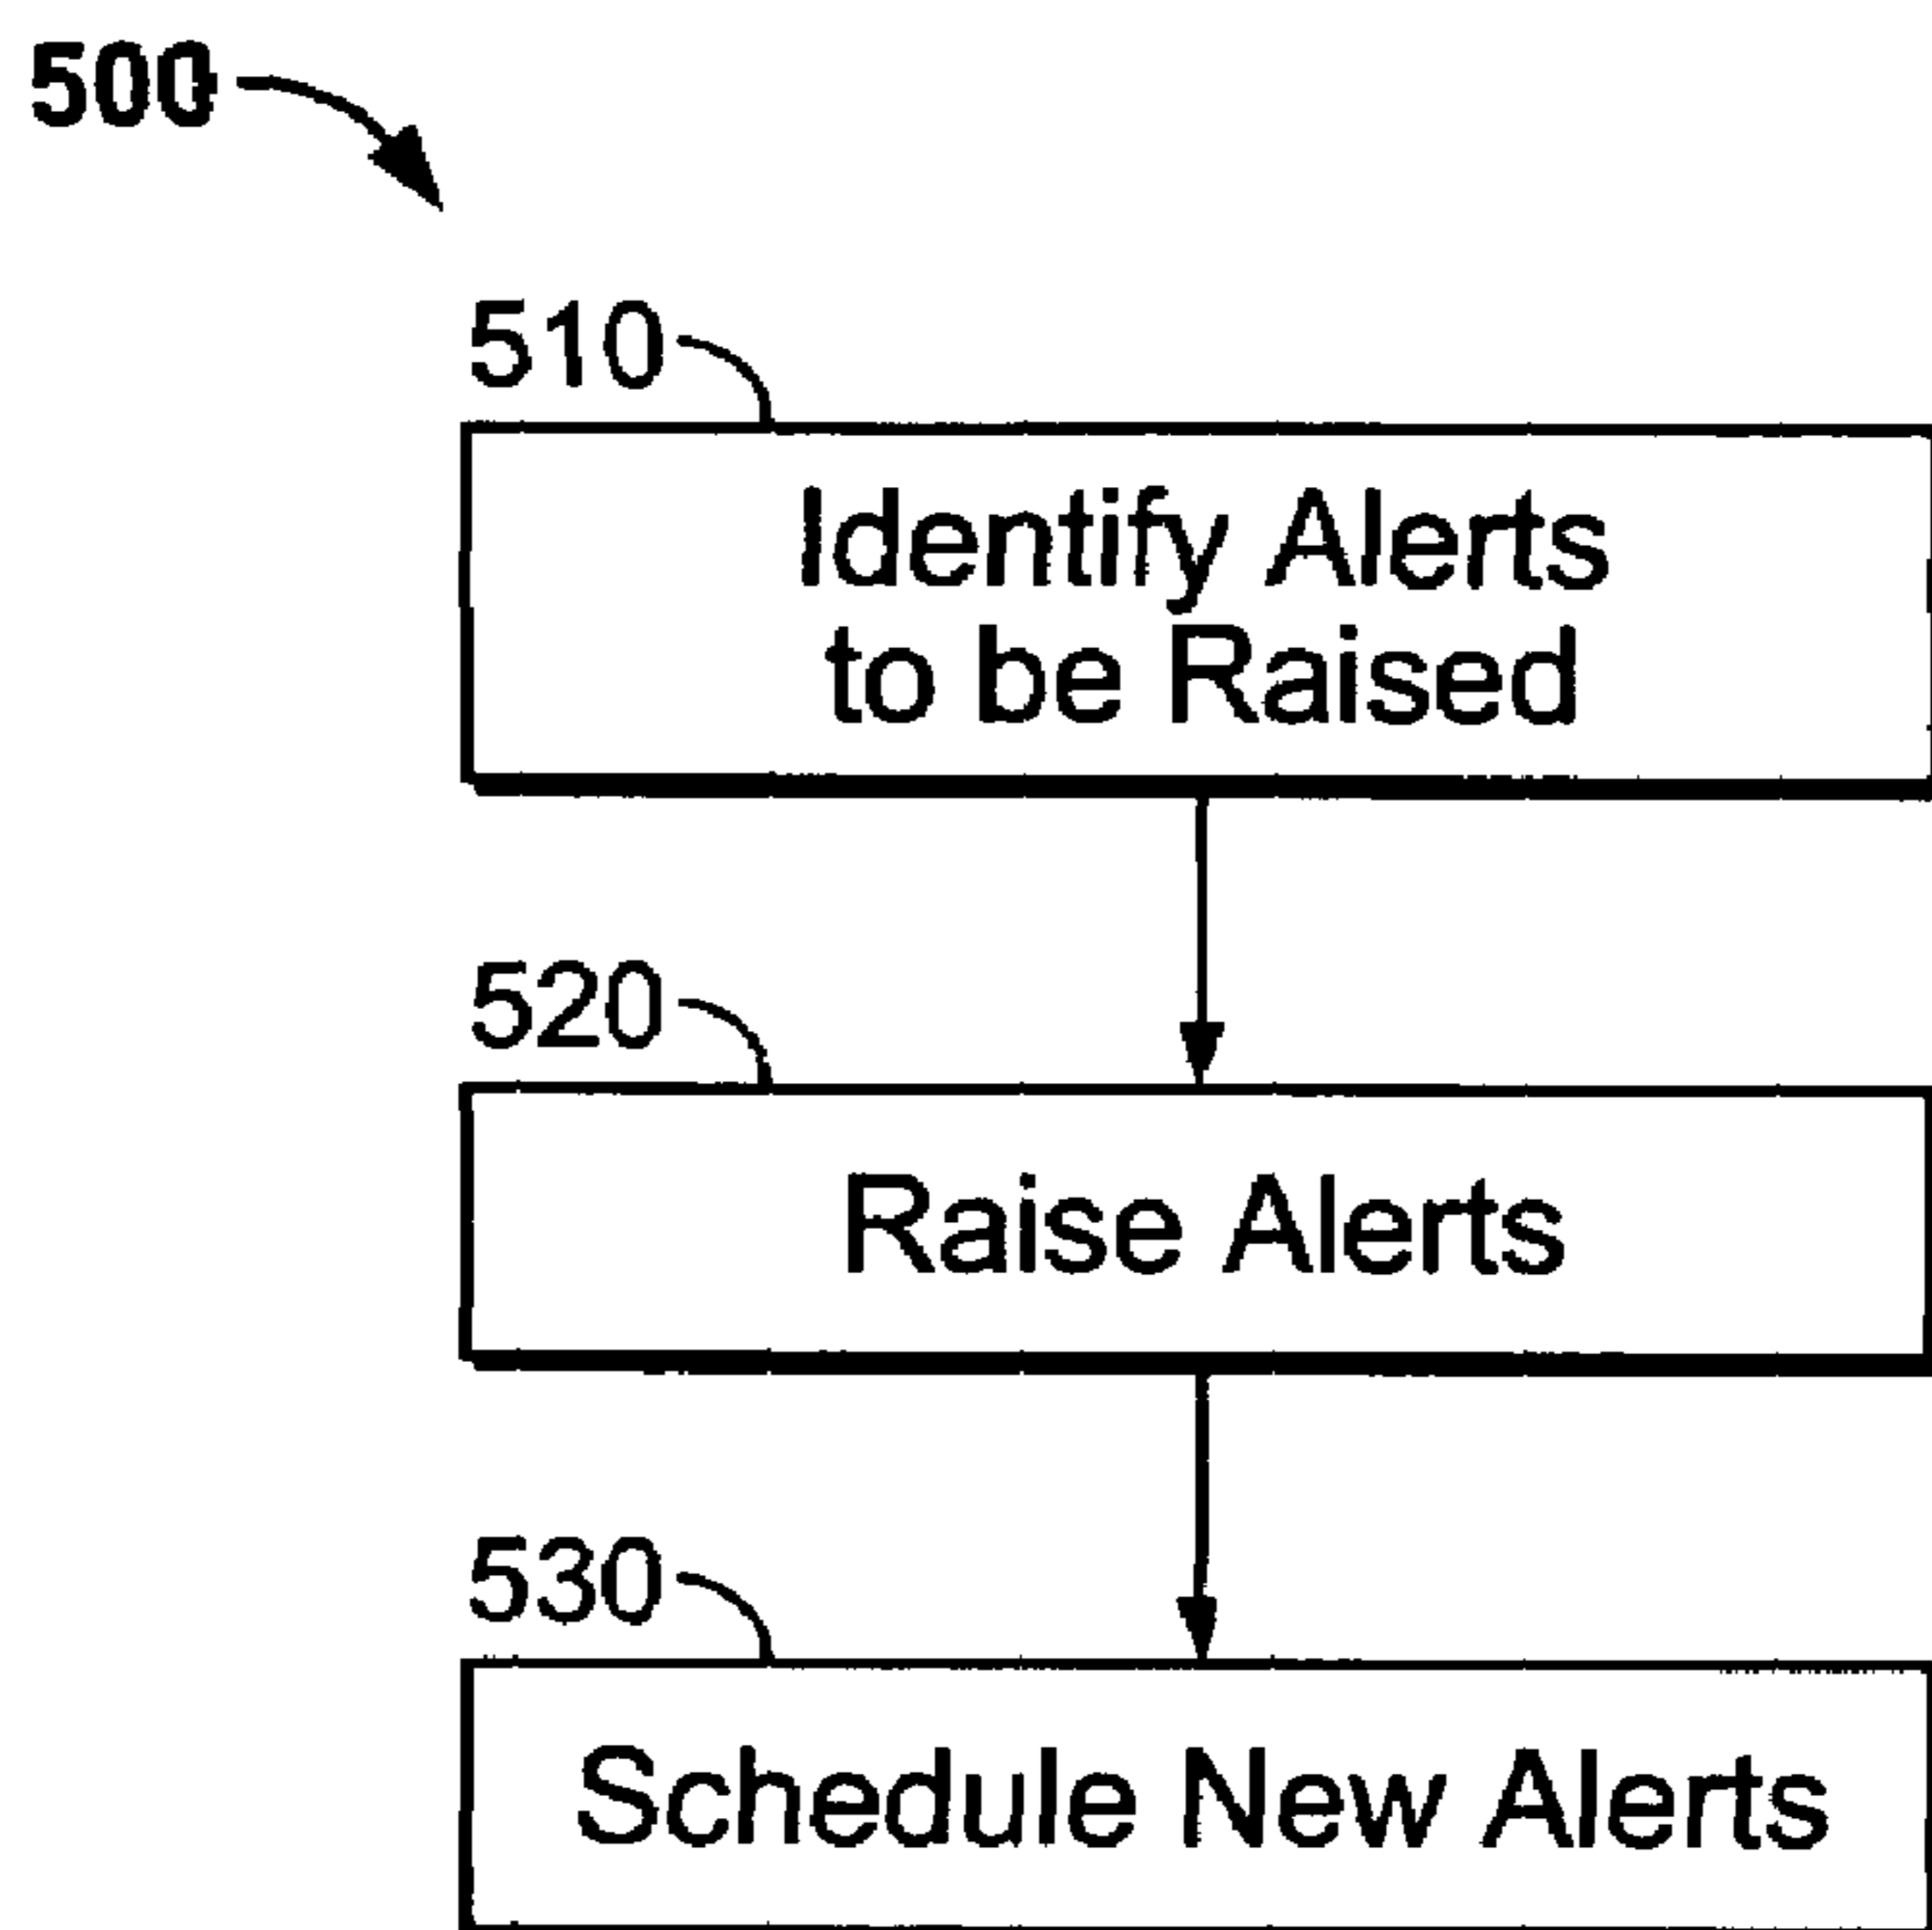 500
510
Identify Alerts
to be Raised
520
Raise Alerts
530
Schedule New Alerts